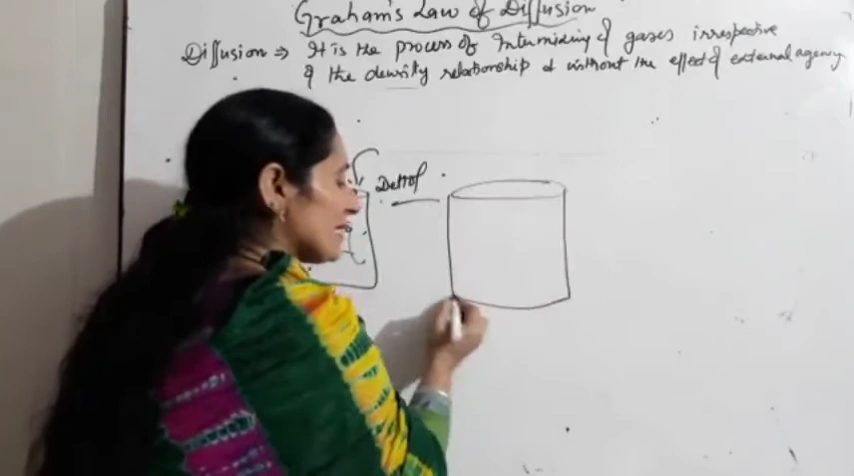 Graham's Law of Diffusion
Diffusion ⇒ It is the process of Intermixing of gases irrespective
of the density relationship & without the effect of external agency
Dettol